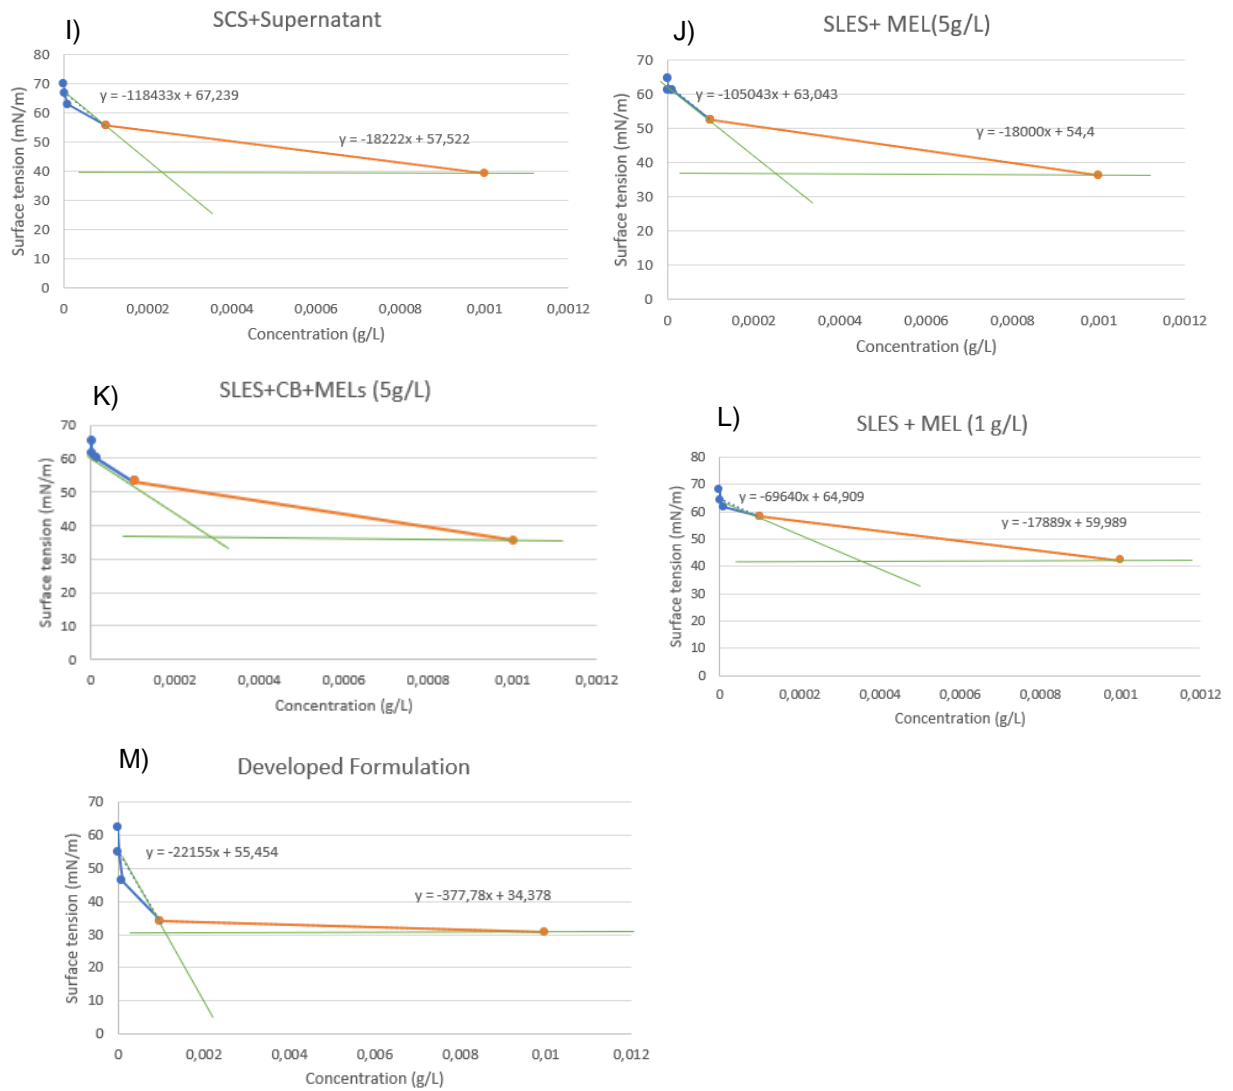 I)
SCS+Supernatant
Surface tension (mN/m)
80
70
60
50
40
30
20
10
0
y = -118433x + 67,239
y = -18222x + 57,522
0 0,0002 0,0004 0,0006 0,0008 0,001 0,0012
Concentration (g/L)
J)
SLES+ MEL(5g/L)
Surface tension (mN/m)
70
60
50
40
30
20
10
0
y = -105043x + 63,043
y = -18000x + 54,4
0 0,0002 0,0004 0,0006 0,0008 0,001 0,0012
Concentration (g/L)
K)
SLES+CB+MELs (5g/L)
Surface tension (mN/m)
70
60
50
40
30
20
10
0
0 0,0002 0,0004 0,0006 0,0008 0,001 0,0012
Concentration (g/L)
L)
SLES + MEL (1 g/L)
Surface tension (mN/m)
80
70
60
50
40
30
20
10
0
y = -69640x + 64,909
y = -17889x + 59,989
0 0,0002 0,0004 0,0006 0,0008 0,001 0,0012
Concentration (g/L)
M)
Developed Formulation
Surface tension (mN/m)
70
60
50
40
30
20
10
0
y = -22155x + 55,454
y = -377,78x + 34,378
0 0,002 0,004 0,006 0,008 0,01 0,012
Concentration (g/L)